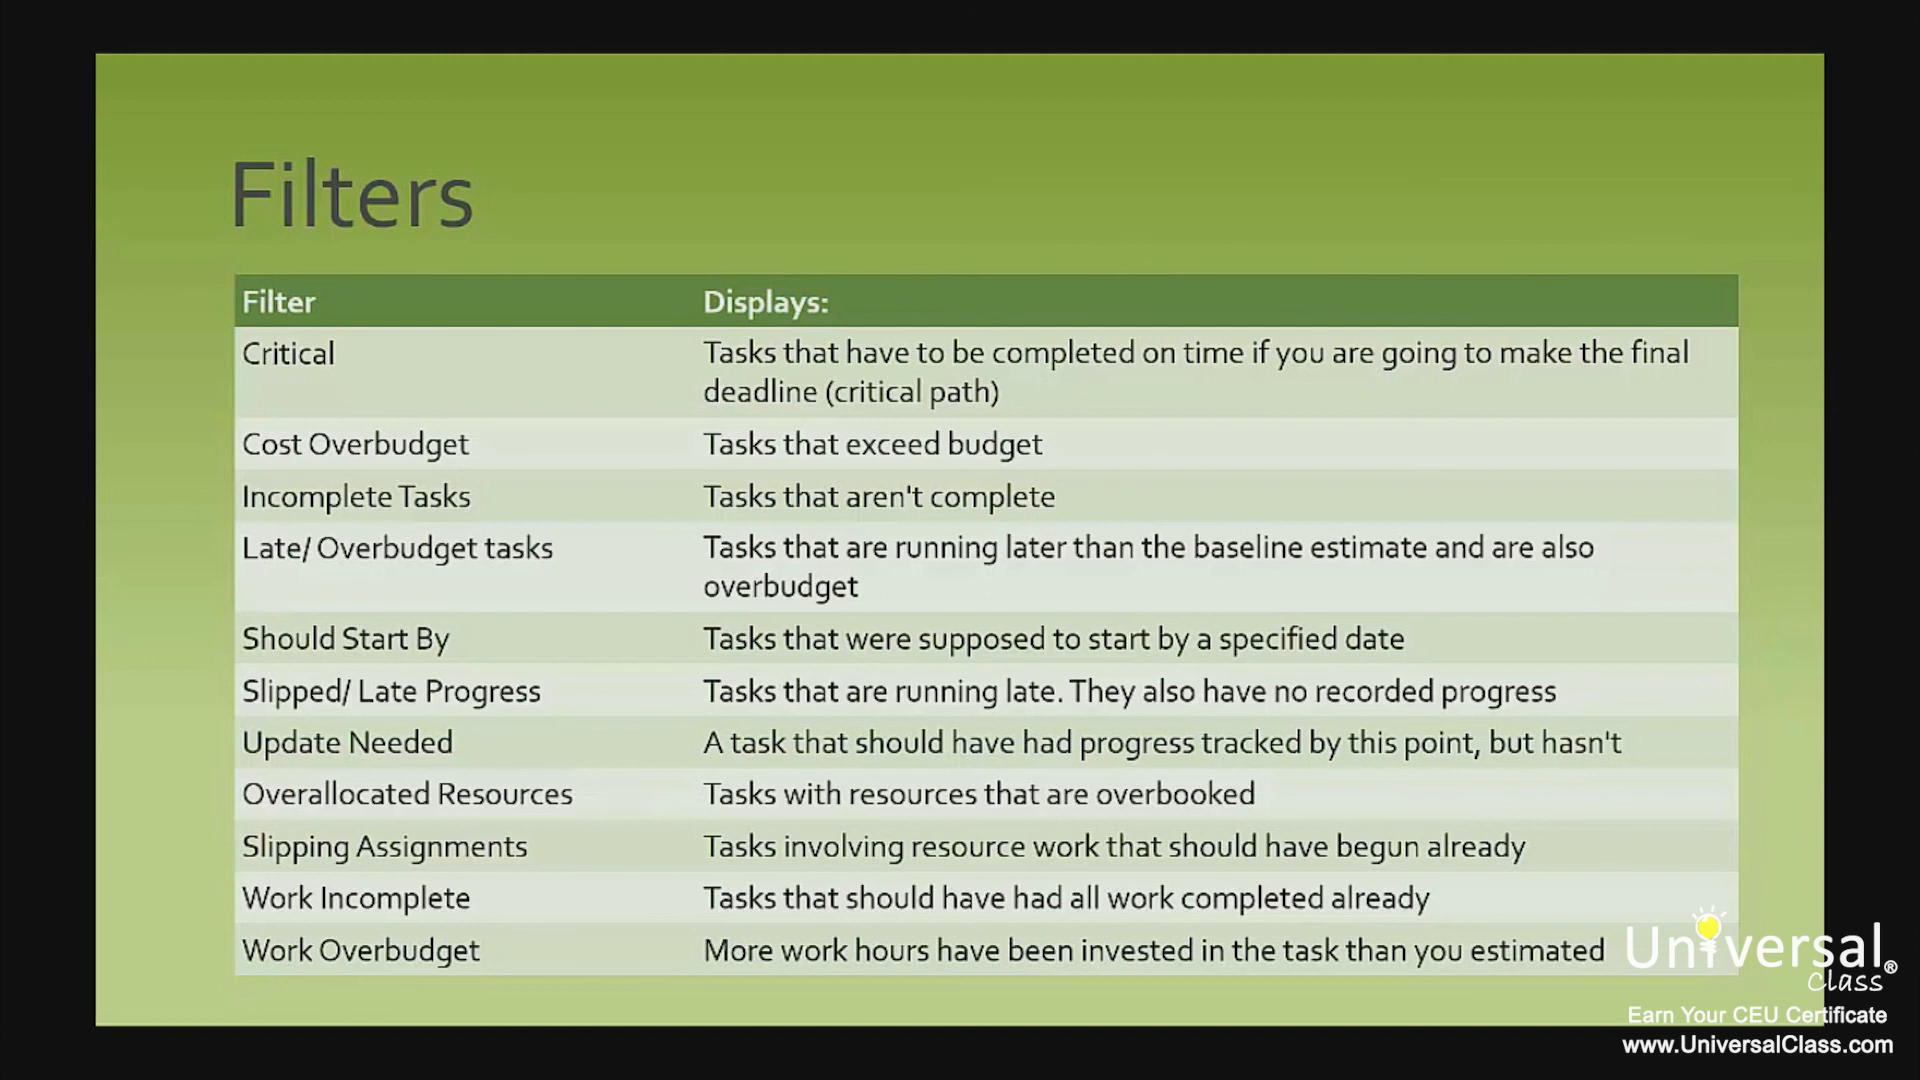 Filters
Filter Displays:
Critical Tasks that have to be completed on time if you are going to make the final
deadline (critical path)
Cost Overbudget Tasks that exceed budget
Incomplete Tasks Tasks that aren't complete
Late/ Overbudget tasks Tasks that are running later than the baseline estimate and are also
overbudget
Should Start By Tasks that were supposed to start by a specified date
Slipped/ Late Progress Tasks that are running late. They also have no recorded progress
Update Needed A task that should have had progress tracked by this point, but hasn't
Overallocated Resources Tasks with resources that are overbooked
Slipping Assignments Tasks involving resource work that should have begun already
Work Incomplete Tasks that should have had all work completed already
Work Overbudget More work hours have been invested in the task than you estimated
Universal®
Class
Earn Your CEU Certificate
www.UniversalClass.com